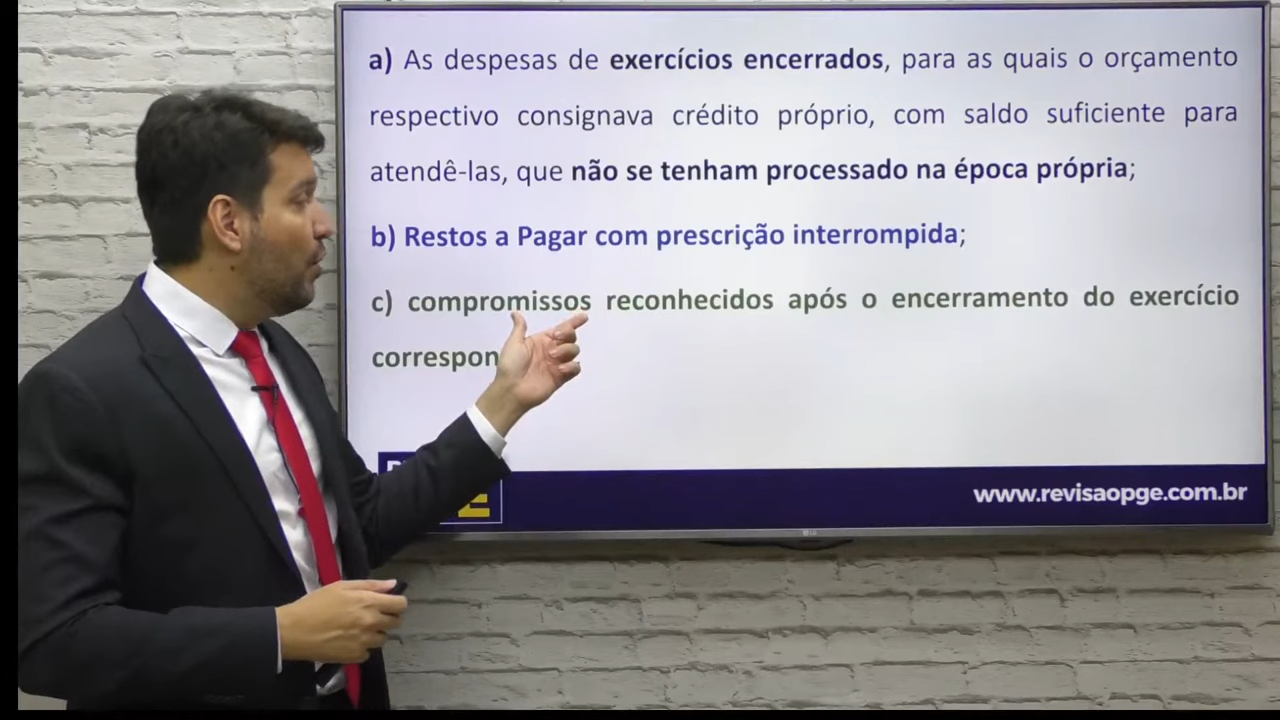 a) As despesas de exercícios encerrados, para as quais o orçamento
respectivo consignava crédito próprio, com saldo suficiente para
atendê-las, que não se tenham processado na época própria;
b) Restos a Pagar com prescrição interrompida;
c) compromissos reconhecidos após o encerramento do exercício
correspon
www.revisaopge.com.br
LG